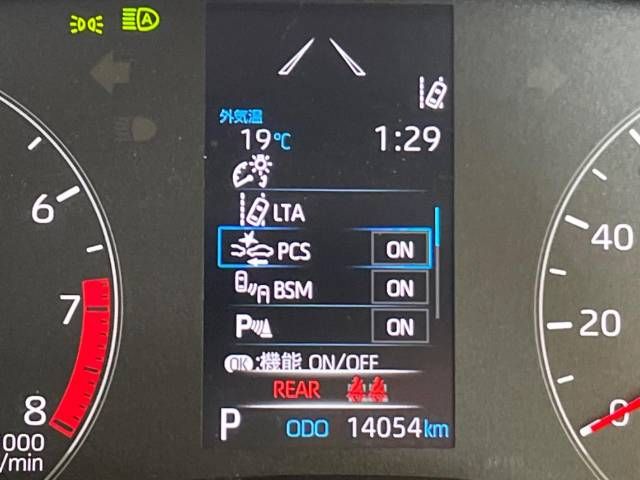 外気温
19℃ 1:29
LTA
PCS ON
BSM ON
P ON
OK:機能 ON/OFF
REAR
P ODO 14054km
6
7
8
000
/min
40
20
0
A